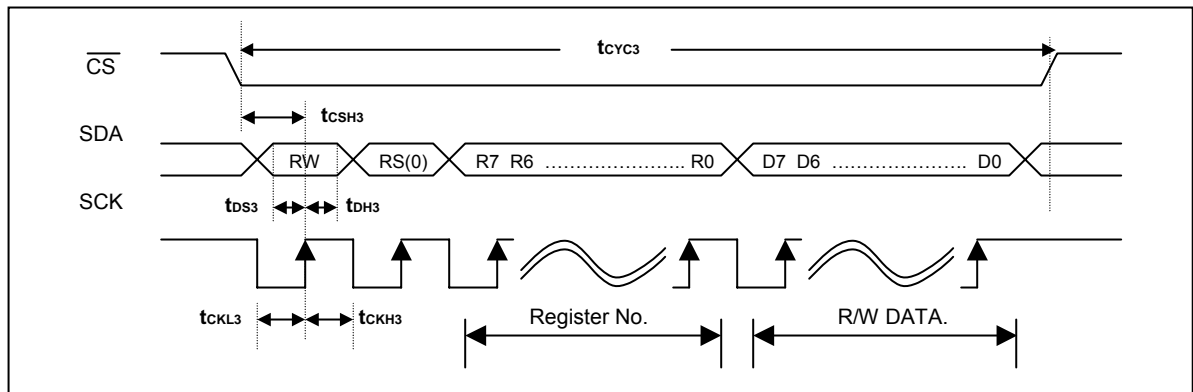 tCYC3
CS
tCSH3
SDA
RW RS(0) R7 R6 ........................ R0 D7 D6 ........................ D0
SCK
tDS3 tDH3
tCKL3 tCKH3 Register No. R/W DATA.